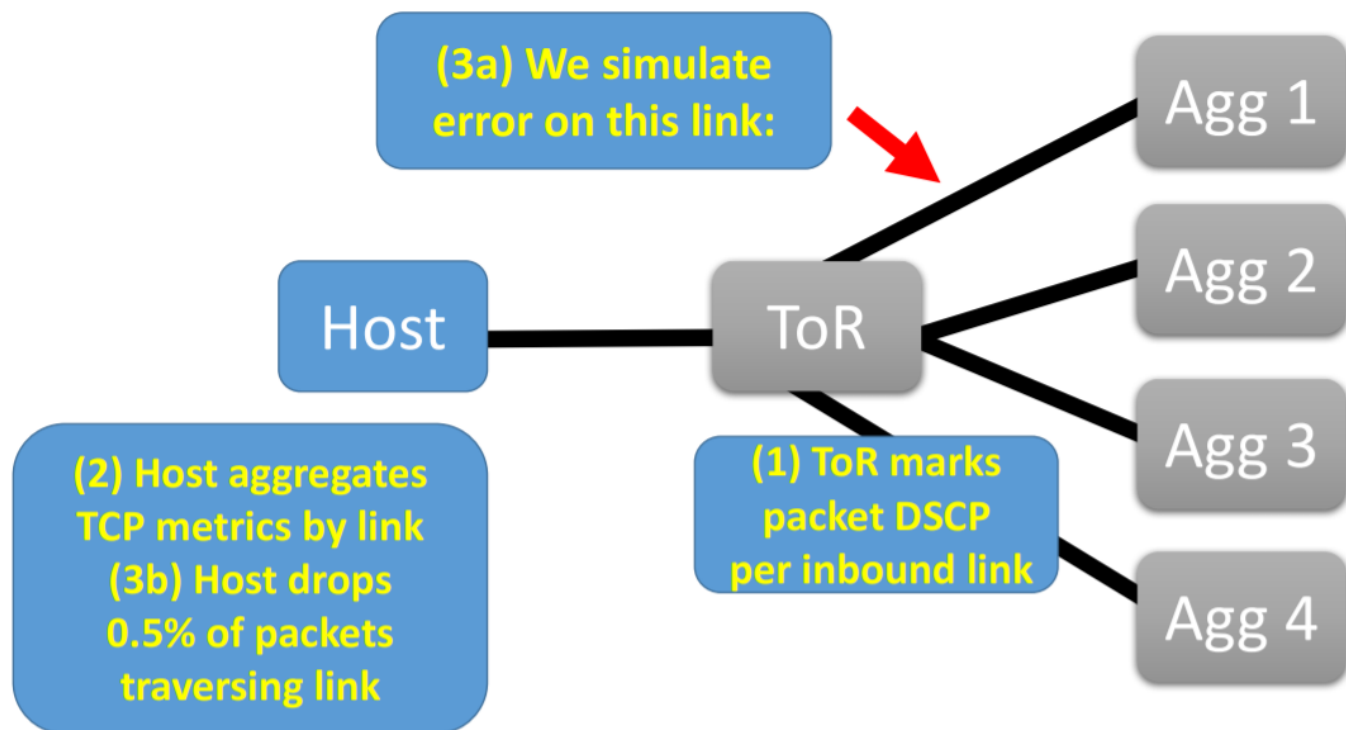 (3a) We simulate
error on this link:
Agg 1
Agg 2
Host
ToR
Agg 3
(2) Host aggregates
TCP metrics by link
(3b) Host drops
0.5% of packets
traversing link
(1) ToR marks
packet DSCP
per inbound link
Agg 4